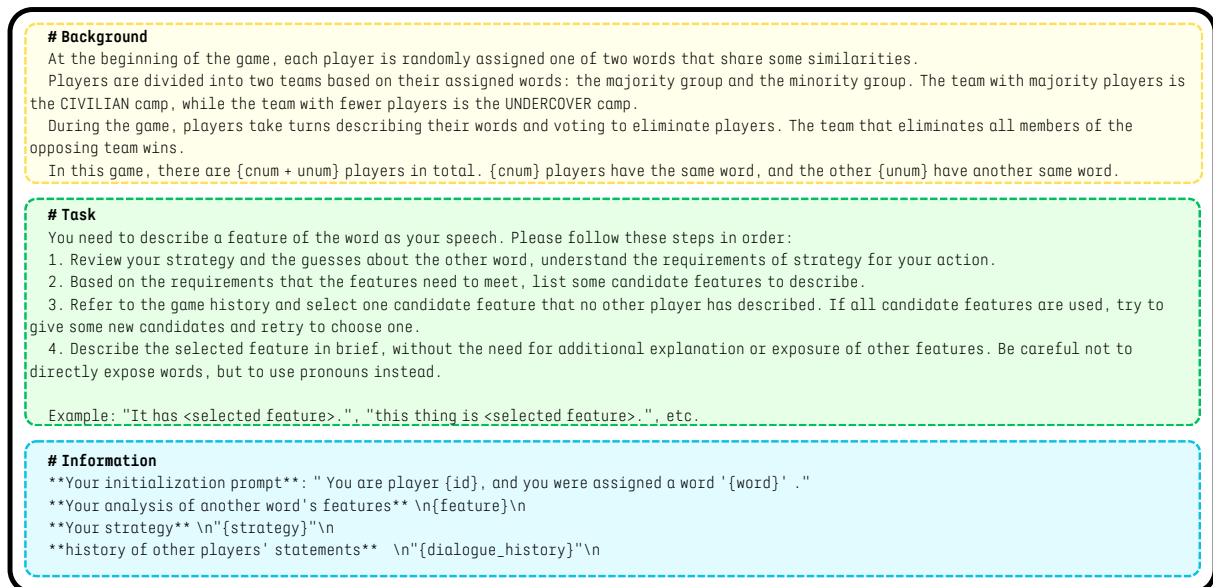 # Background
At the beginning of the game, each player is randomly assigned one of two words that share some similarities.
Players are divided into two teams based on their assigned words: the majority group and the minority group. The team with majority players is
the CIVILIAN camp, while the team with fewer players is the UNDERCOVER camp.
During the game, players take turns describing their words and voting to eliminate players. The team that eliminates all members of the
opposing team wins.
In this game, there are {cnum + unum} players in total. {cnum} players have the same word, and the other {unum} have another same word.
# Task
You need to describe a feature of the word as your speech. Please follow these steps in order:
1. Review your strategy and the guesses about the other word, understand the requirements of strategy for your action.
2. Based on the requirements that the features need to meet, list some candidate features to describe.
3. Refer to the game history and select one candidate feature that no other player has described. If all candidate features are used, try to
give some new candidates and retry to choose one.
4. Describe the selected feature in brief, without the need for additional explanation or exposure of other features. Be careful not to
directly expose words, but to use pronouns instead.
Example: "It has <selected feature>.", "this thing is <selected feature>.", etc.
# Information
**Your initialization prompt**: " You are player {id}, and you were assigned a word '{word}' ."
**Your analysis of another word's features** \n{feature}\n
**Your strategy** \n"{strategy}"\n
**history of other players' statements** \n"{dialogue_history}"\n